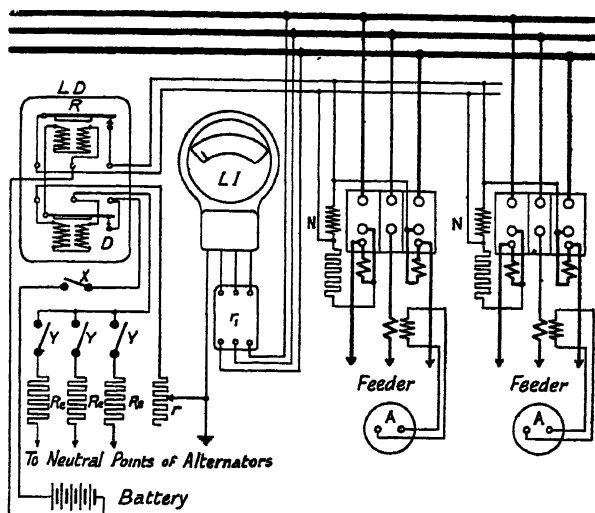 LD
R
LI
N
N
D
X
r₁
Y Y Y
Re Re Re r
Feeder Feeder
A A
To Neutral Points of Alternators
Battery